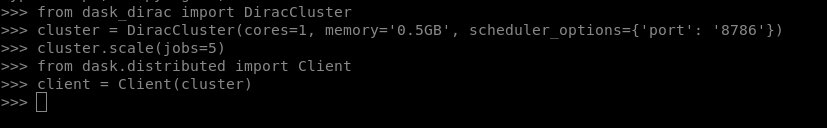 >>> from dask_dirac import DiracCluster
>>> cluster = DiracCluster(cores=1, memory='0.5GB', scheduler_options={'port': '8786'})
>>> cluster.scale(jobs=5)
>>> from dask.distributed import Client
>>> client = Client(cluster)
>>>